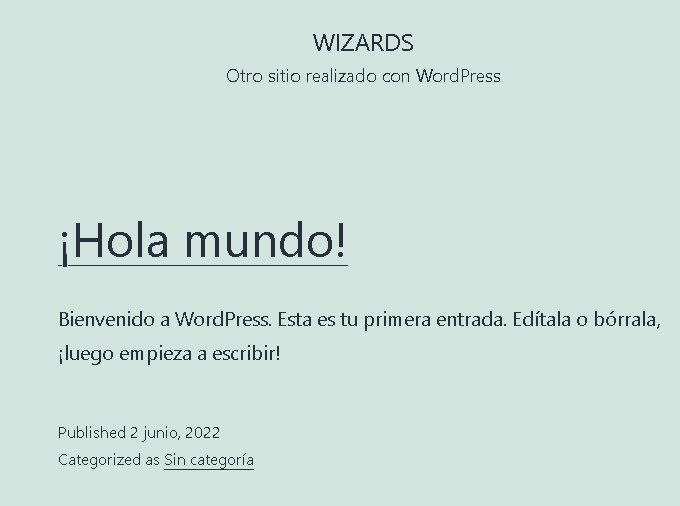 WIZARDS
Otro sitio realizado con WordPress
¡Hola mundo!
Bienvenido a WordPress. Esta es tu primera entrada. Edítala o bórrala,
¡luego empieza a escribir!
Published 2 junio, 2022
Categorized as Sin categoría